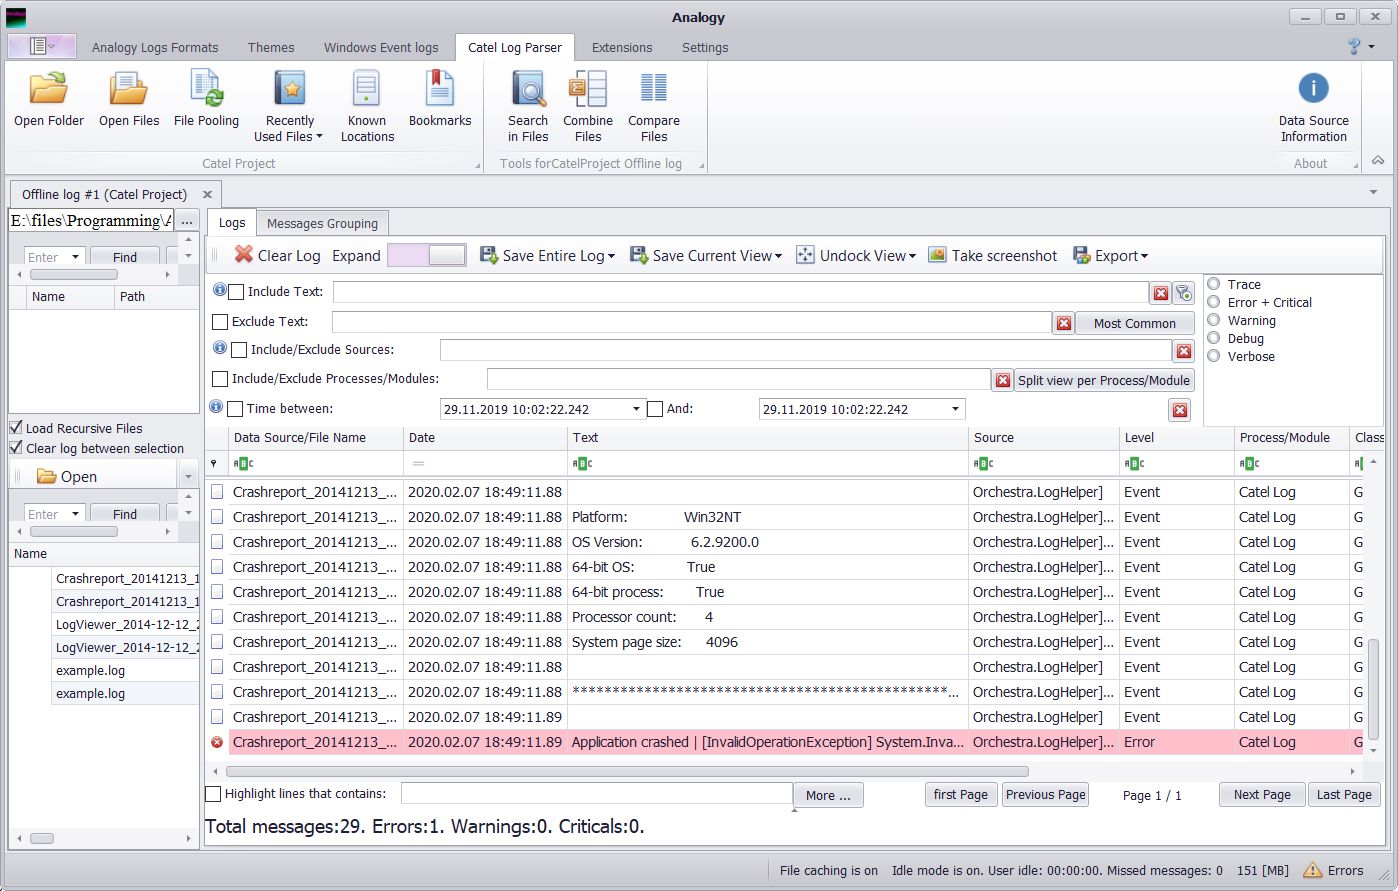 Analogy
Analogy Logs Formats Themes Windows Event logs Catel Log Parser Extensions Settings
Open Folder Open Files File Pooling Recently Used Files Known Locations Bookmarks Search in Files Combine Files Compare Files Data Source Information
Catel Project Tools forCatelProject Offline log About
Offline log #1 (Catel Project)
E:\files\Programming\A ...
Enter Find
Name Path
Load Recursive Files
Clear log between selection
Open
Enter Find
Name
Crashreport_20141213_1
Crashreport_20141213_1
LogViewer_2014-12-12_2
LogViewer_2014-12-12_2
example.log
example.log
Logs Messages Grouping
Clear Log Expand Save Entire Log Save Current View Undock View Take screenshot Export
Include Text:
Exclude Text: Most Common
Include/Exclude Sources:
Include/Exclude Processes/Modules: Split view per Process/Module
Time between: 29.11.2019 10:02:22.242 And: 29.11.2019 10:02:22.242
Trace
Error + Critical
Warning
Debug
Verbose
Data Source/File Name Date Text Source Level Process/Module Class
ABC = ABC ABC ABC ABC
Crashreport_20141213_... 2020.02.07 18:49:11.88 Orchestra.LogHelper] Event Catel Log G
Crashreport_20141213_... 2020.02.07 18:49:11.88 Platform: Win32NT Orchestra.LogHelper]... Event Catel Log G
Crashreport_20141213_... 2020.02.07 18:49:11.88 OS Version: 6.2.9200.0 Orchestra.LogHelper]... Event Catel Log G
Crashreport_20141213_... 2020.02.07 18:49:11.88 64-bit OS: True Orchestra.LogHelper]... Event Catel Log G
Crashreport_20141213_... 2020.02.07 18:49:11.88 64-bit process: True Orchestra.LogHelper]... Event Catel Log G
Crashreport_20141213_... 2020.02.07 18:49:11.88 Processor count: 4 Orchestra.LogHelper]... Event Catel Log G
Crashreport_20141213_... 2020.02.07 18:49:11.88 System page size: 4096 Orchestra.LogHelper]... Event Catel Log G
Crashreport_20141213_... 2020.02.07 18:49:11.88 Orchestra.LogHelper] Event Catel Log G
Crashreport_20141213_... 2020.02.07 18:49:11.88 ***********************************************... Orchestra.LogHelper]... Event Catel Log G
Crashreport_20141213_... 2020.02.07 18:49:11.89 Orchestra.LogHelper] Event Catel Log G
Crashreport_20141213_... 2020.02.07 18:49:11.89 Application crashed | [InvalidOperationException] System.Inva... Orchestra.LogHelper]... Error Catel Log G
Highlight lines that contains: More ... first Page Previous Page Page 1 / 1 Next Page Last Page
Total messages:29. Errors:1. Warnings:0. Criticals:0.
File caching is on Idle mode is on. User idle: 00:00:00. Missed messages: 0 151 [MB] Errors